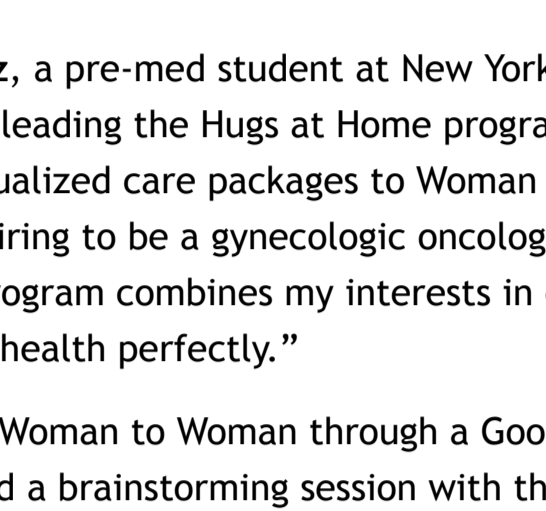 z, a pre-med student at New York
leading the Hugs at Home progra
ualized care packages to Woman
iring to be a gynecologic oncolog
ogram combines my interests in
health perfectly.”
Woman to Woman through a Goo
d a brainstorming session with th